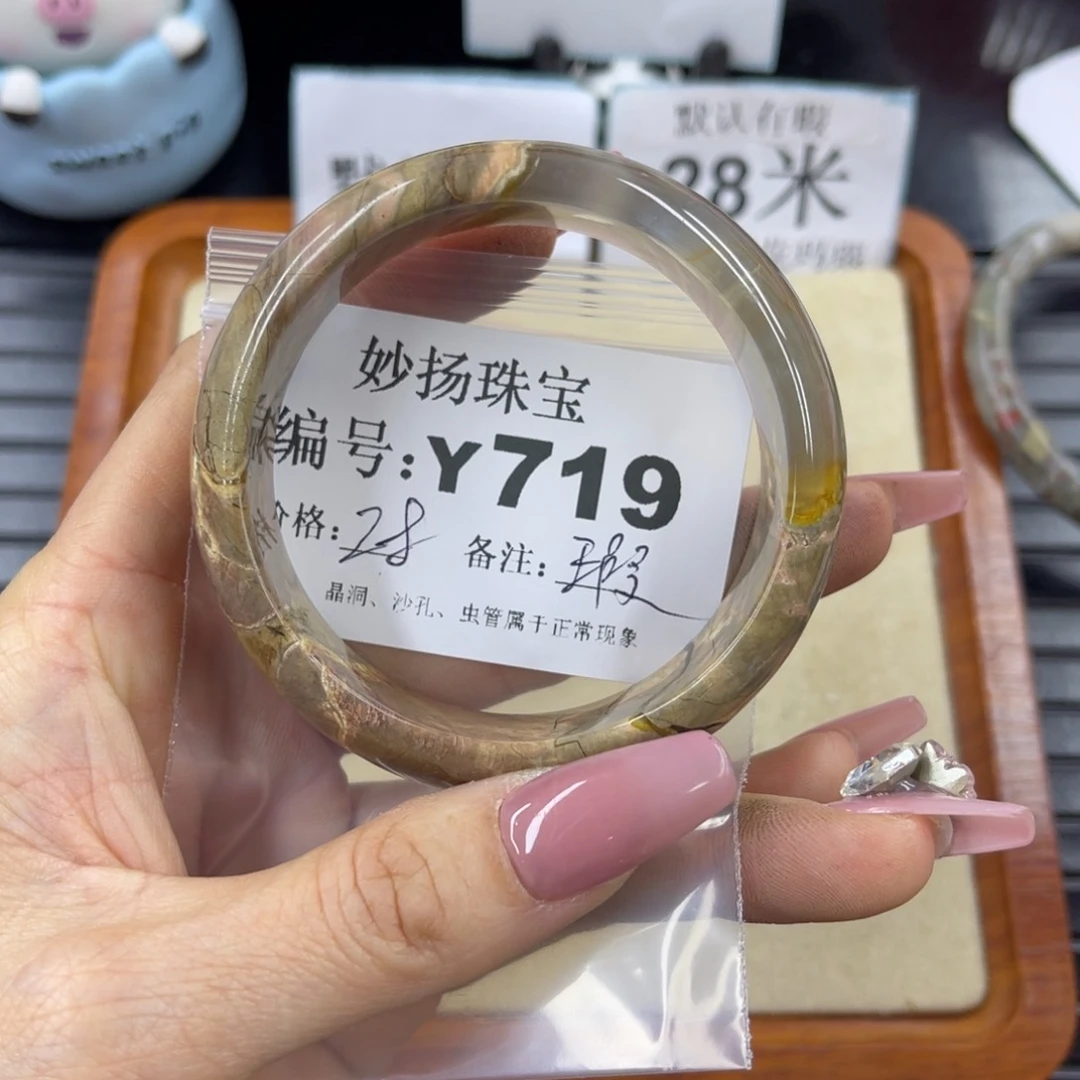 默认有瑕
28米
妙扬珠宝
编号:Y719
价格:28 备注:瑕
晶洞、沙孔、虫管属于正常现象